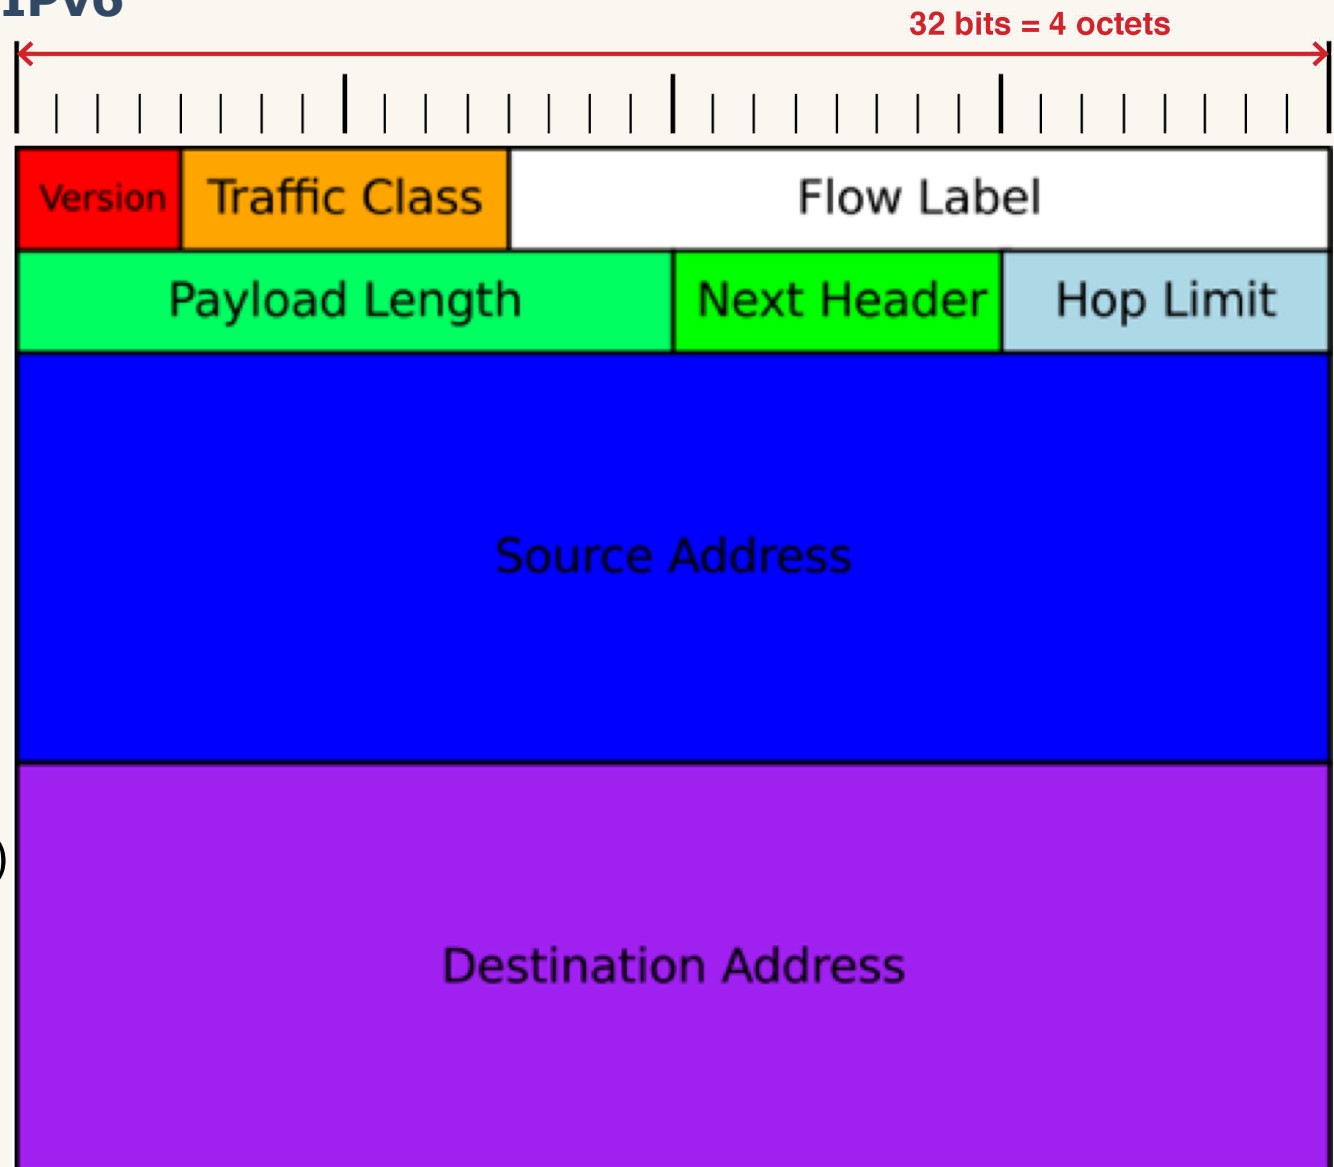 IPv6
32 bits = 4 octets
Version Traffic Class Flow Label
Payload Length Next Header Hop Limit
Source Address
)
Destination Address